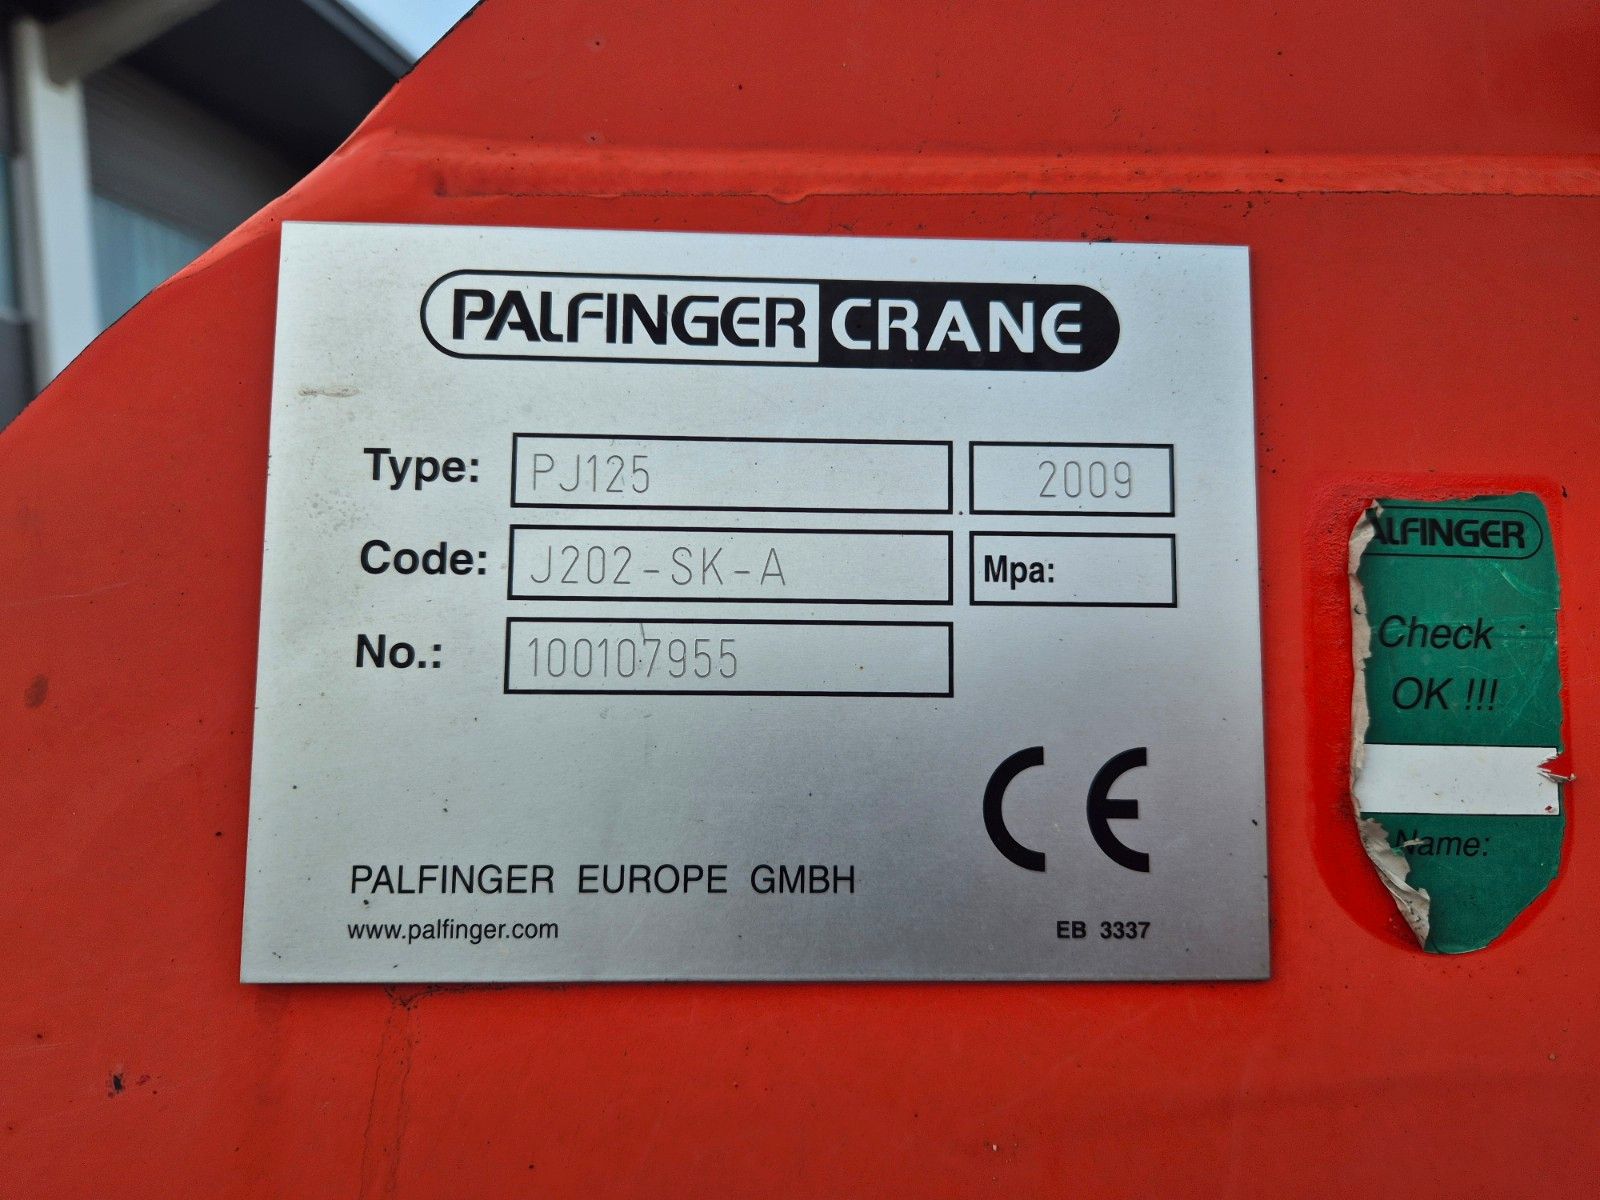 PALFINGER CRANE
Type: PJ125 2009
Code: J202-SK-A Mpa:
No.: 100107955
CE
PALFINGER EUROPE GMBH
www.palfinger.com EB 3337
ALFINGER
Check
OK !!!
Name: